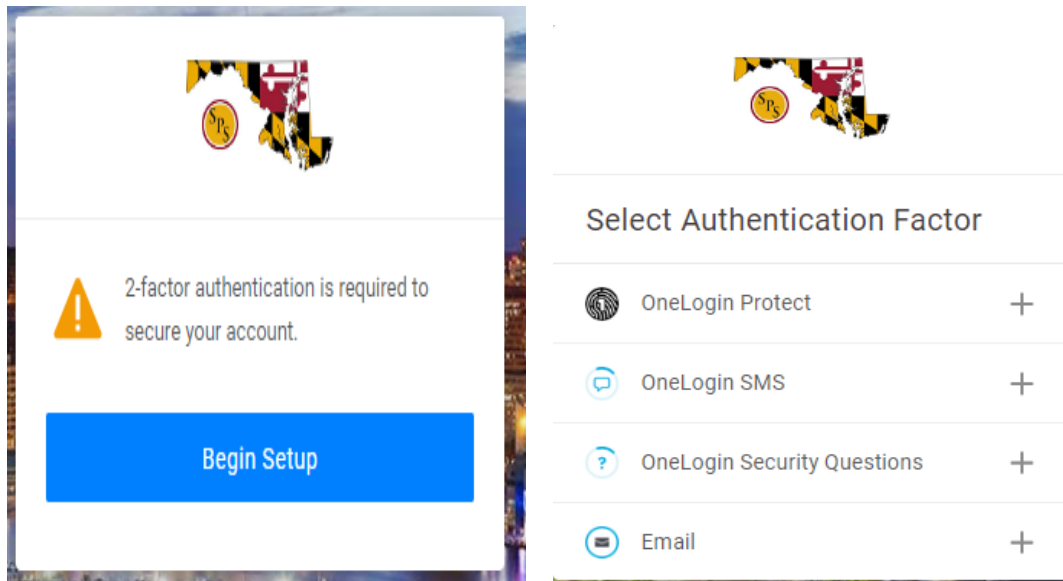 SPS
2-factor authentication is required to
secure your account.
Begin Setup
SPS
Select Authentication Factor
OneLogin Protect
OneLogin SMS
OneLogin Security Questions
Email